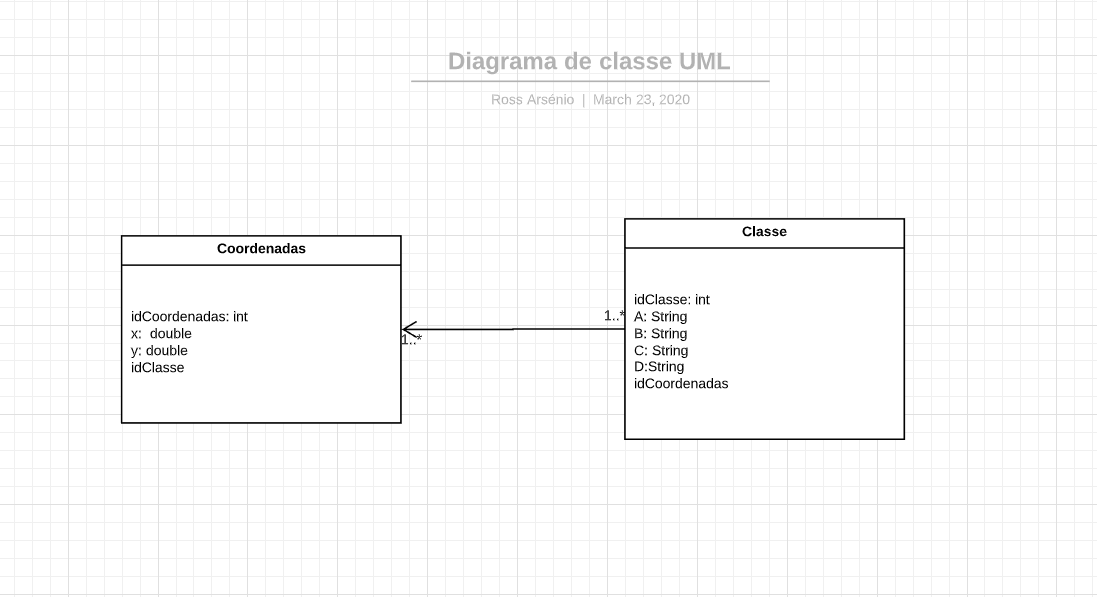 Diagrama de classe UML
Ross Arsénio | March 23, 2020
Coordenadas
idCoordenadas: int
x:  double
y: double
idClasse
1..*
1..*
Classe
idClasse: int
A: String
B: String
C: String
D:String
idCoordenadas